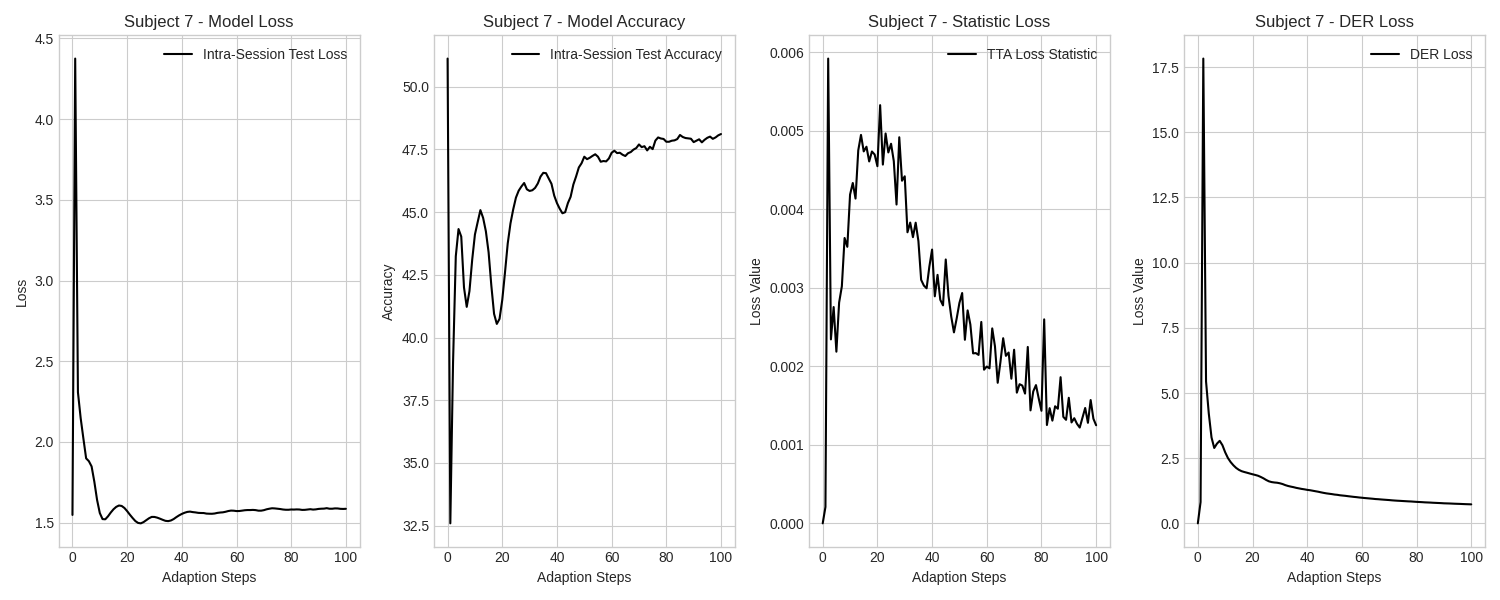 Subject 7 - Model Loss
Intra-Session Test Loss
4.5
4.0
3.5
3.0
2.5
2.0
1.5
Loss
0 20 40 60 80 100
Adaption Steps
Subject 7 - Model Accuracy
Intra-Session Test Accuracy
50.0
47.5
45.0
42.5
40.0
37.5
35.0
32.5
Accuracy
0 20 40 60 80 100
Adaption Steps
Subject 7 - Statistic Loss
TTA Loss Statistic
0.006
0.005
0.004
0.003
0.002
0.001
0.000
Loss Value
0 20 40 60 80 100
Adaption Steps
Subject 7 - DER Loss
DER Loss
17.5
15.0
12.5
10.0
7.5
5.0
2.5
0.0
Loss Value
0 20 40 60 80 100
Adaption Steps